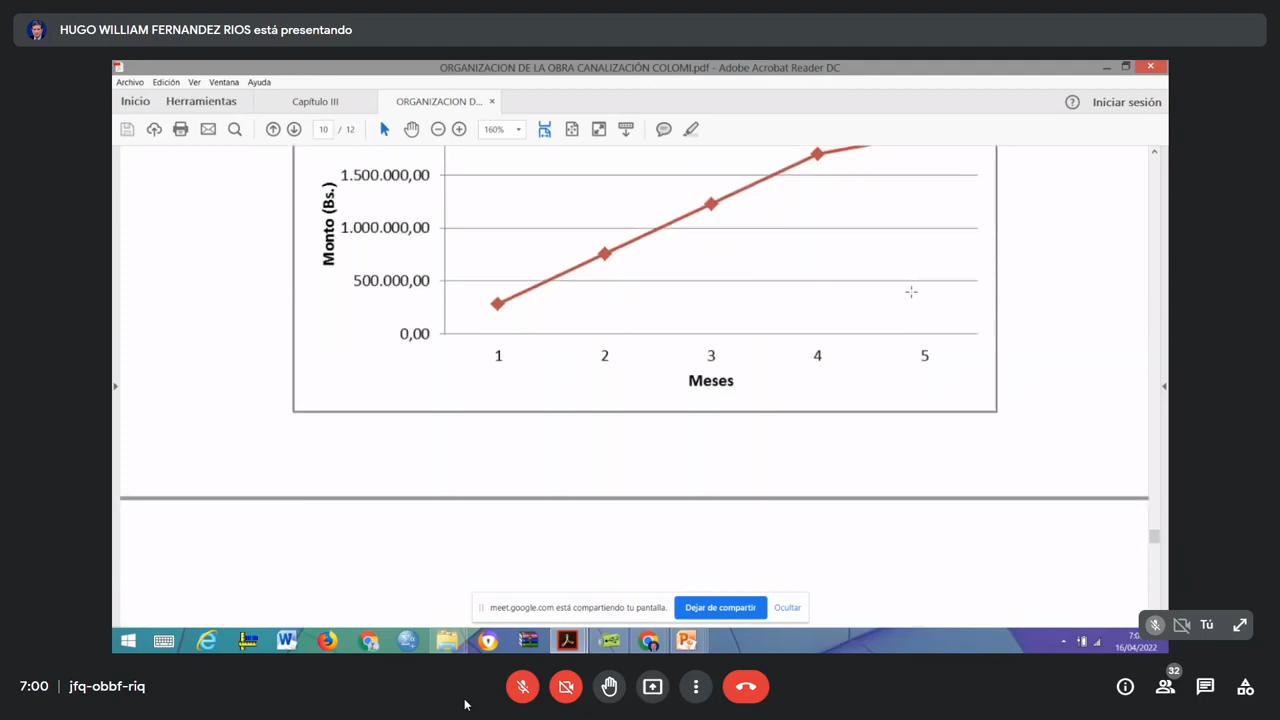 HUGO WILLIAM FERNANDEZ RIOS está presentando
ORGANIZACION DE LA OBRA CANALIZACIÓN COLOMI.pdf - Adobe Acrobat Reader DC
Archivo Edición Ver Ventana Ayuda
Inicio Herramientas Capítulo III ORGANIZACION D... × Iniciar sesión
10 / 12 160%
Monto (Bs.)
1.500.000,00
1.000.000,00
500.000,00
0,00
1 2 3 4 5
Meses
meet.google.com está compartiendo tu pantalla. Dejar de compartir Ocultar
Tú
16/04/2022
7:00 | jfq-obbf-riq
32